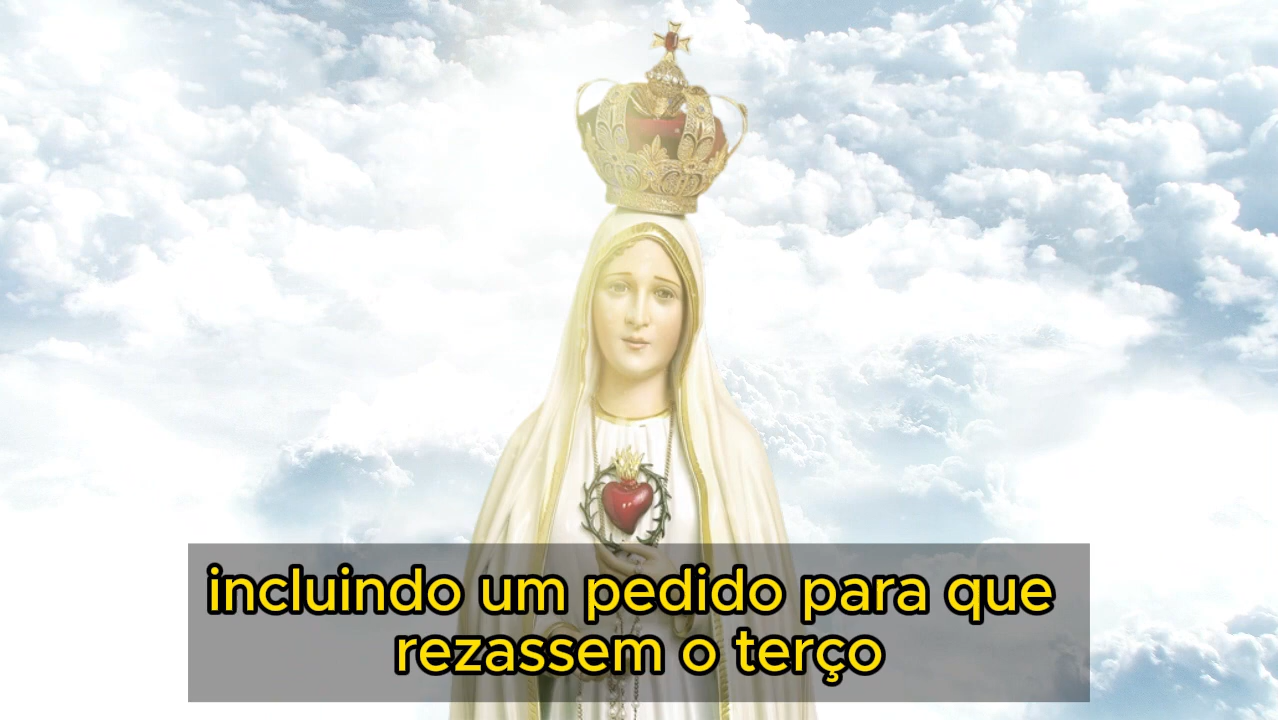 incluindo um pedido para que
rezassem o terço